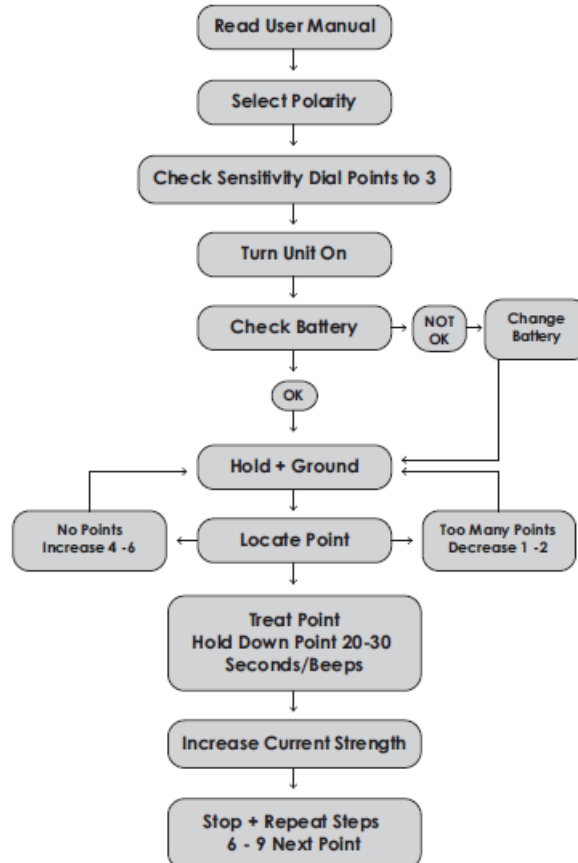 Read User Manual
Select Polarity
Check Sensitivity Dial Points to 3
Turn Unit On
Check Battery
NOT
OK
Change
Battery
OK
Hold + Ground
No Points
Increase 4 -6
Locate Point
Too Many Points
Decrease 1 -2
Treat Point
Hold Down Point 20-30
Seconds/Beeps
Increase Current Strength
Stop + Repeat Steps
6 - 9 Next Point